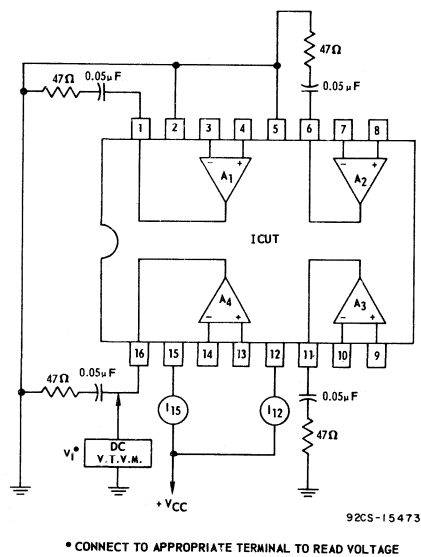 47Ω
0.05μF
47Ω
0.05μF
1 2 3 4 5 6 7 8
− + − +
A1 A2
ICUT
A4 A3
− + − +
16 15 14 13 12 11 10 9
47Ω
0.05μF
I15
I12
0.05μF
47Ω
VI•
DC
V.T.V.M.
+VCC
92CS-15473
• CONNECT TO APPROPRIATE TERMINAL TO READ VOLTAGE